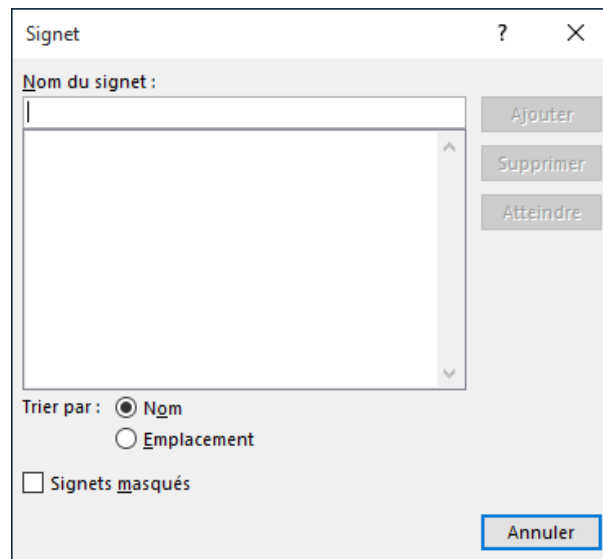 Signet ?
Nom du signet :
Ajouter
Supprimer
Atteindre
Trier par : Nom
Emplacement
Signets masqués
Annuler